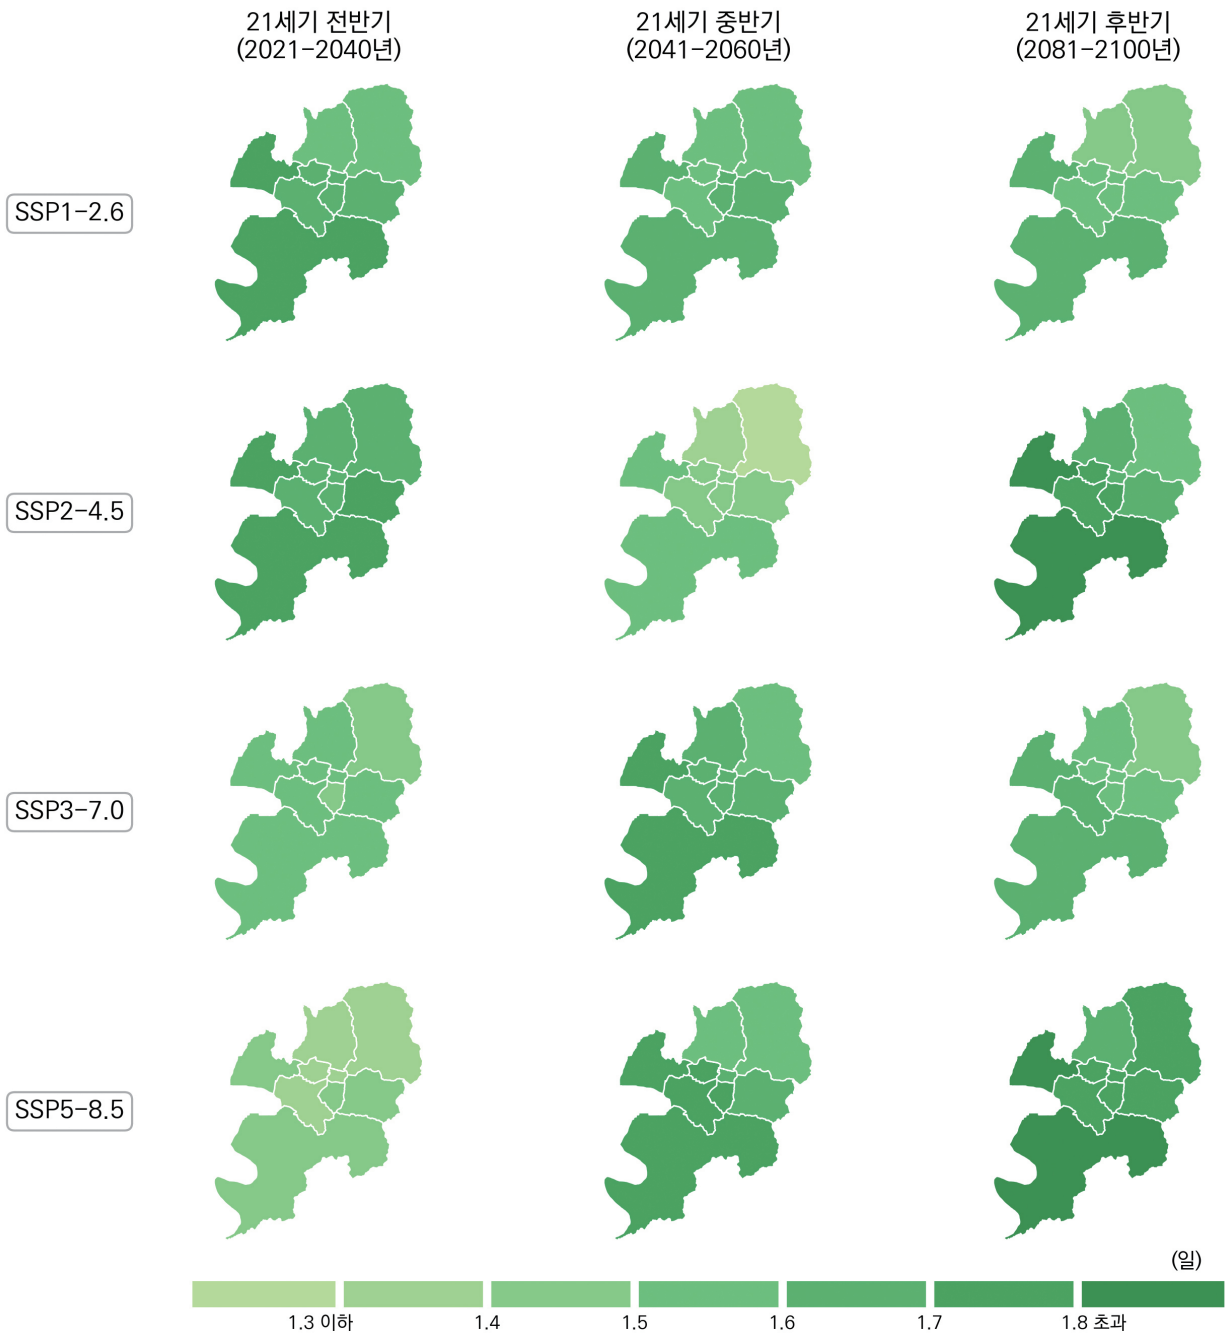 21세기 전반기
(2021-2040년)
21세기 중반기
(2041-2060년)
21세기 후반기
(2081-2100년)
SSP1-2.6
SSP2-4.5
SSP3-7.0
SSP5-8.5
(일)
1.3 이하
1.4
1.5
1.6
1.7
1.8 초과